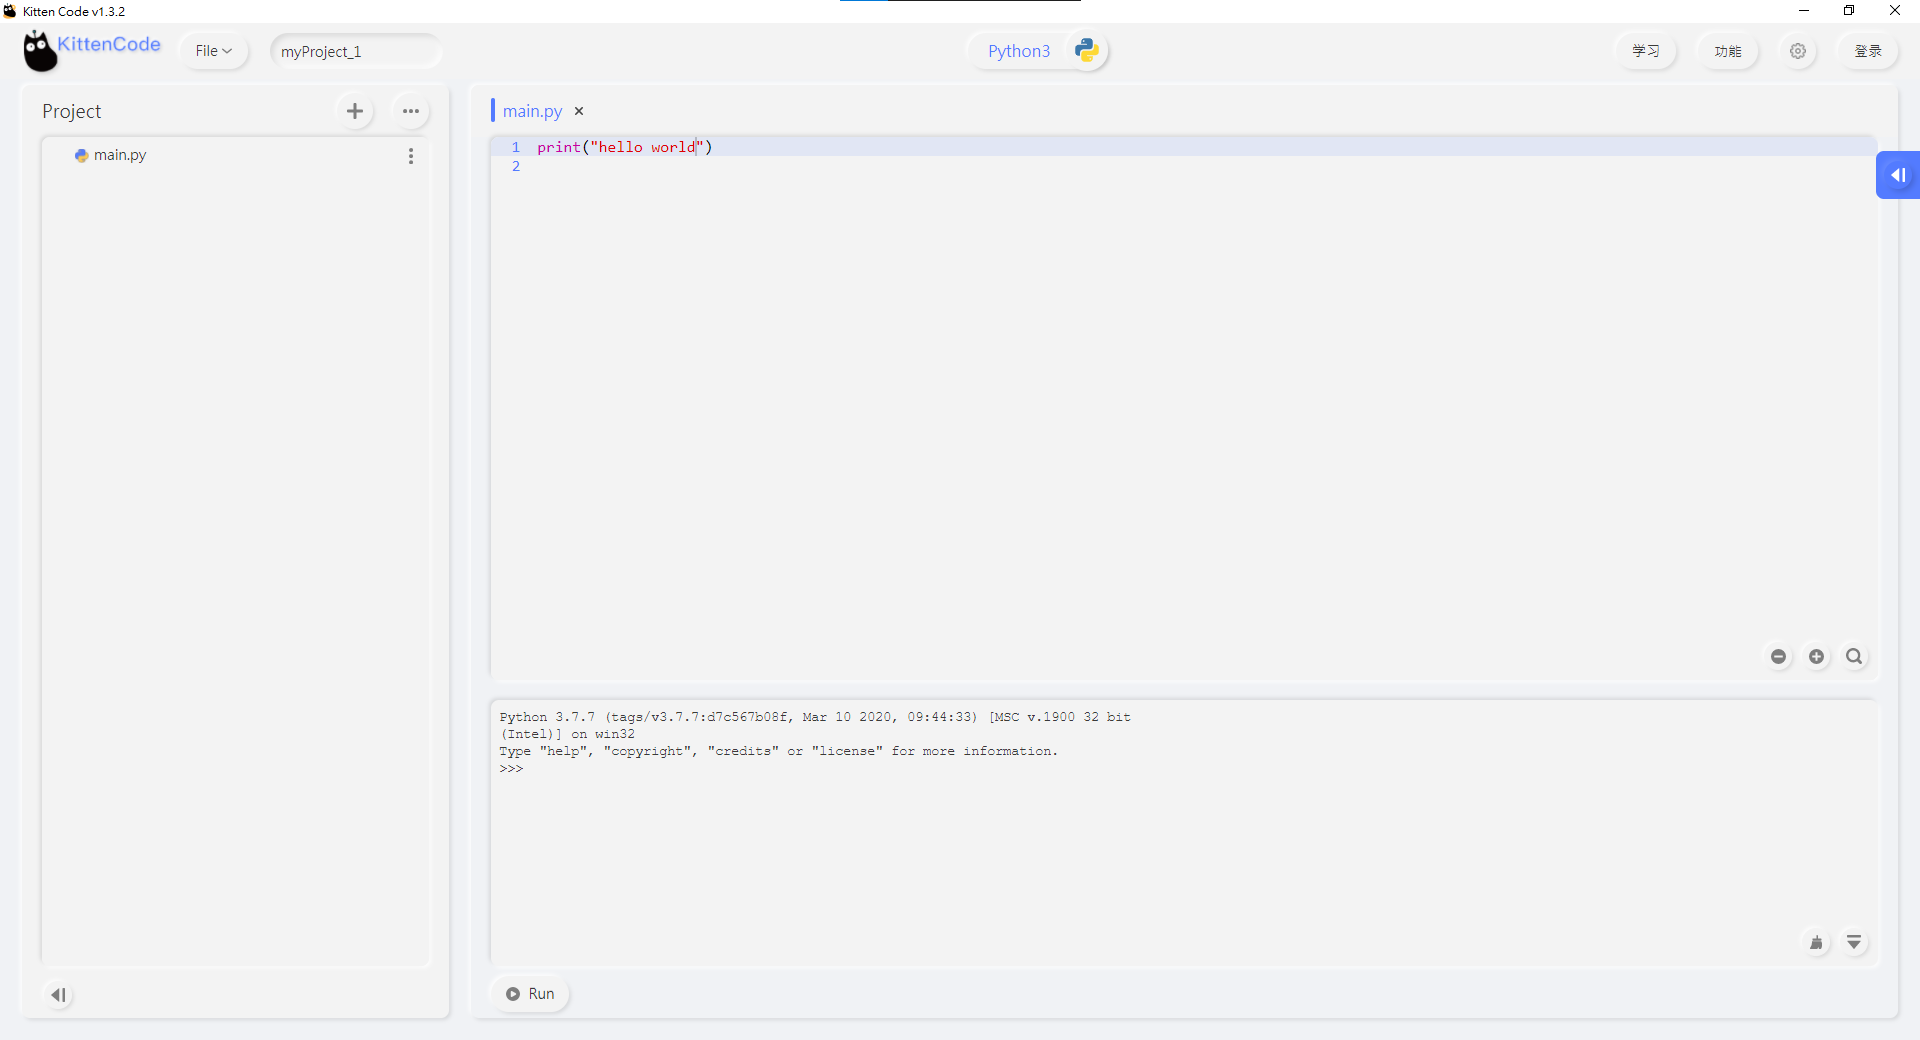 Kitten Code v1.3.2
KittenCode
File
myProject_1
Python3
学习
功能
登录
Project
main.py
main.py
1 print("hello world")
2
Python 3.7.7 (tags/v3.7.7:d7c567b08f, Mar 10 2020, 09:44:33) [MSC v.1900 32 bit
(Intel)] on win32
Type "help", "copyright", "credits" or "license" for more information.
>>>
Run